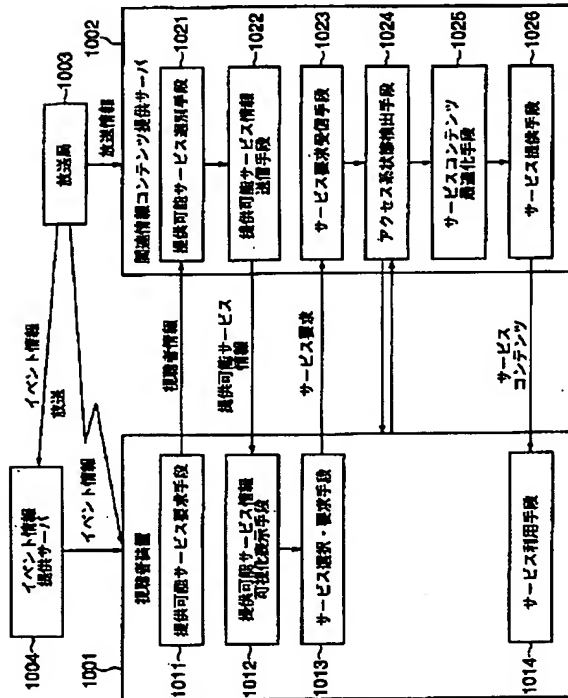 1003
放送局
放送情報
イベント情報
放送
イベント情報
提供サーバ
1004
イベント情報
1001
視聴者装置
1011
提供可能サービス要求手段
1012
提供可能サービス情報
可視化表示手段
1013
サービス選択・要求手段
1014
サービス利用手段
視聴者情報
提供可能サービス
情報
サービス要求
サービス
コンテンツ
1002
関連情報コンテンツ提供サーバ
提供可能サービス選別手段
1021
提供可能サービス情報
送信手段
1022
サービス要求受信手段
1023
アクセス系状態検出手段
1024
サービスコンテンツ
最適化手段
1025
サービス提供手段
1026